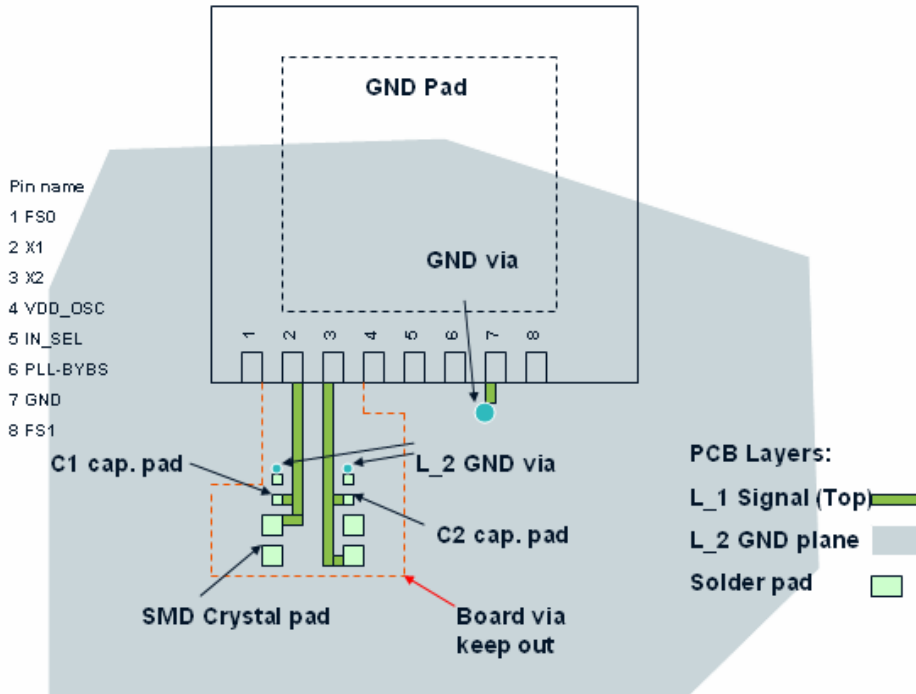 GND Pad
Pin name
1 FS0
2 X1
3 X2
4 VDD_OSC
5 IN_SEL
6 PLL-BYBS
7 GND
8 FS1
GND via
1 2 3 4 5 6 7 8
C1 cap. pad
L_2 GND via
C2 cap. pad
SMD Crystal pad
Board via
keep out
PCB Layers:
L_1 Signal (Top)
L_2 GND plane
Solder pad